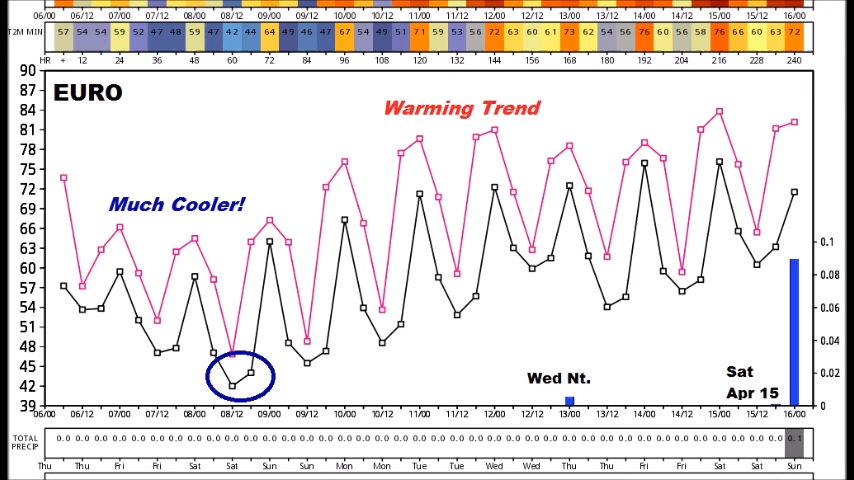 06/00 06/12 07/00 07/12 08/00 08/12 09/00 09/12 10/00 10/12 11/00 11/12 12/00 12/12 13/00 13/12 14/00 14/12 15/00 15/12 16/00
T2M MIN 57 54 54 59 52 47 48 59 47 42 44 64 49 46 47 67 54 49 51 71 59 53 56 72 63 60 61 73 62 54 56 76 60 56 58 76 66 60 63 72
HR + 12 24 36 48 60 72 84 96 108 120 132 144 156 168 180 192 204 216 228 240
90
EURO
87
Warming Trend
84
81
78
75
72
Much Cooler!
69
66
63
0.1
60
0.08
57
54
0.06
51
0.04
48
45
0.02
Wed Nt.
Sat
42
Apr 15
39
0
06/00 06/12 07/00 07/12 08/00 08/12 09/00 09/12 10/00 10/12 11/00 11/12 12/00 12/12 13/00 13/12 14/00 14/12 15/00 15/12 16/00
TOTAL
PRECIP
0.0 0.0 0.0 0.0 0.0 0.0 0.0 0.0 0.0 0.0 0.0 0.0 0.0 0.0 0.0 0.0 0.0 0.0 0.0 0.0 0.0 0.0 0.0 0.0 0.0 0.0 0.0 0.0 0.0 0.0 0.0 0.0 0.0 0.0 0.0 0.0 0.0 0.0 0.0 0.1
Thu Thu Fri Fri Sat Sat Sun Sun Mon Mon Tue Tue Wed Wed Thu Thu Fri Fri Sat Sat Sun